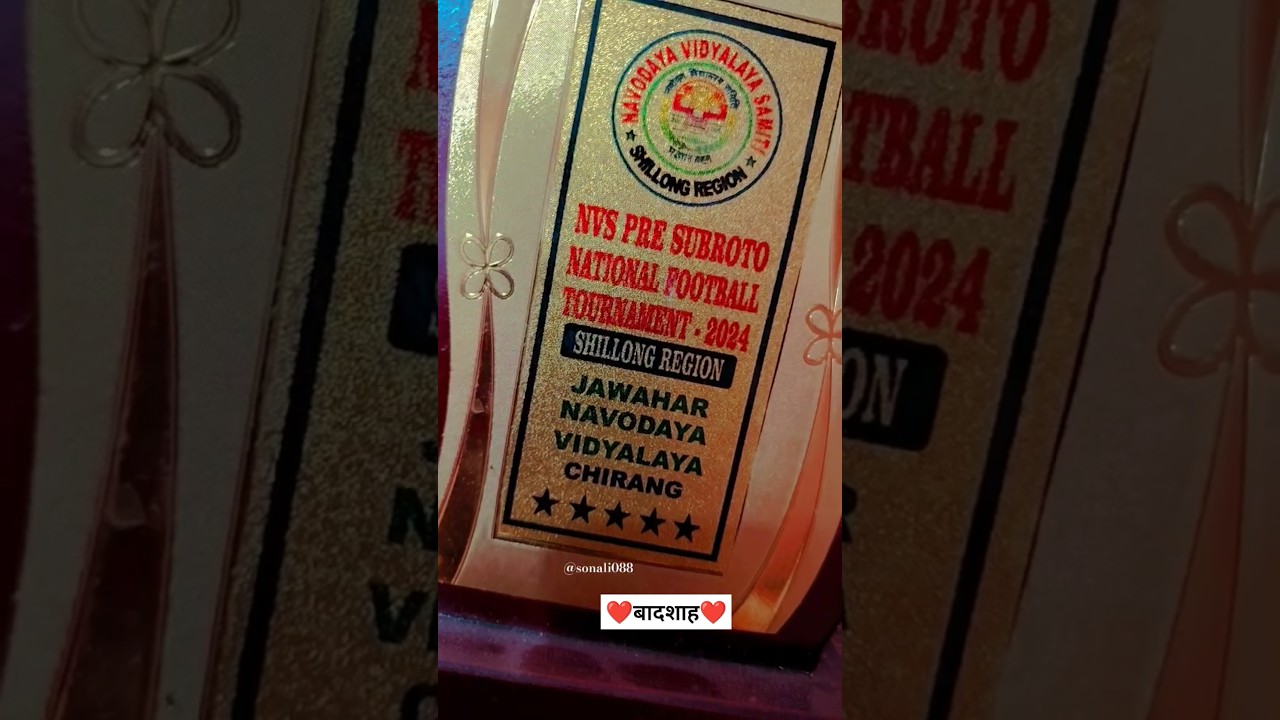 NAVODAYA VIDYALAYA SAMITI
SHILLONG REGION
NVS PRE SUBROTO
NATIONAL FOOTBALL
TOURNAMENT - 2024
SHILLONG REGION
JAWAHAR
NAVODAYA
VIDYALAYA
CHIRANG
@sonali088
❤️बादशाह❤️